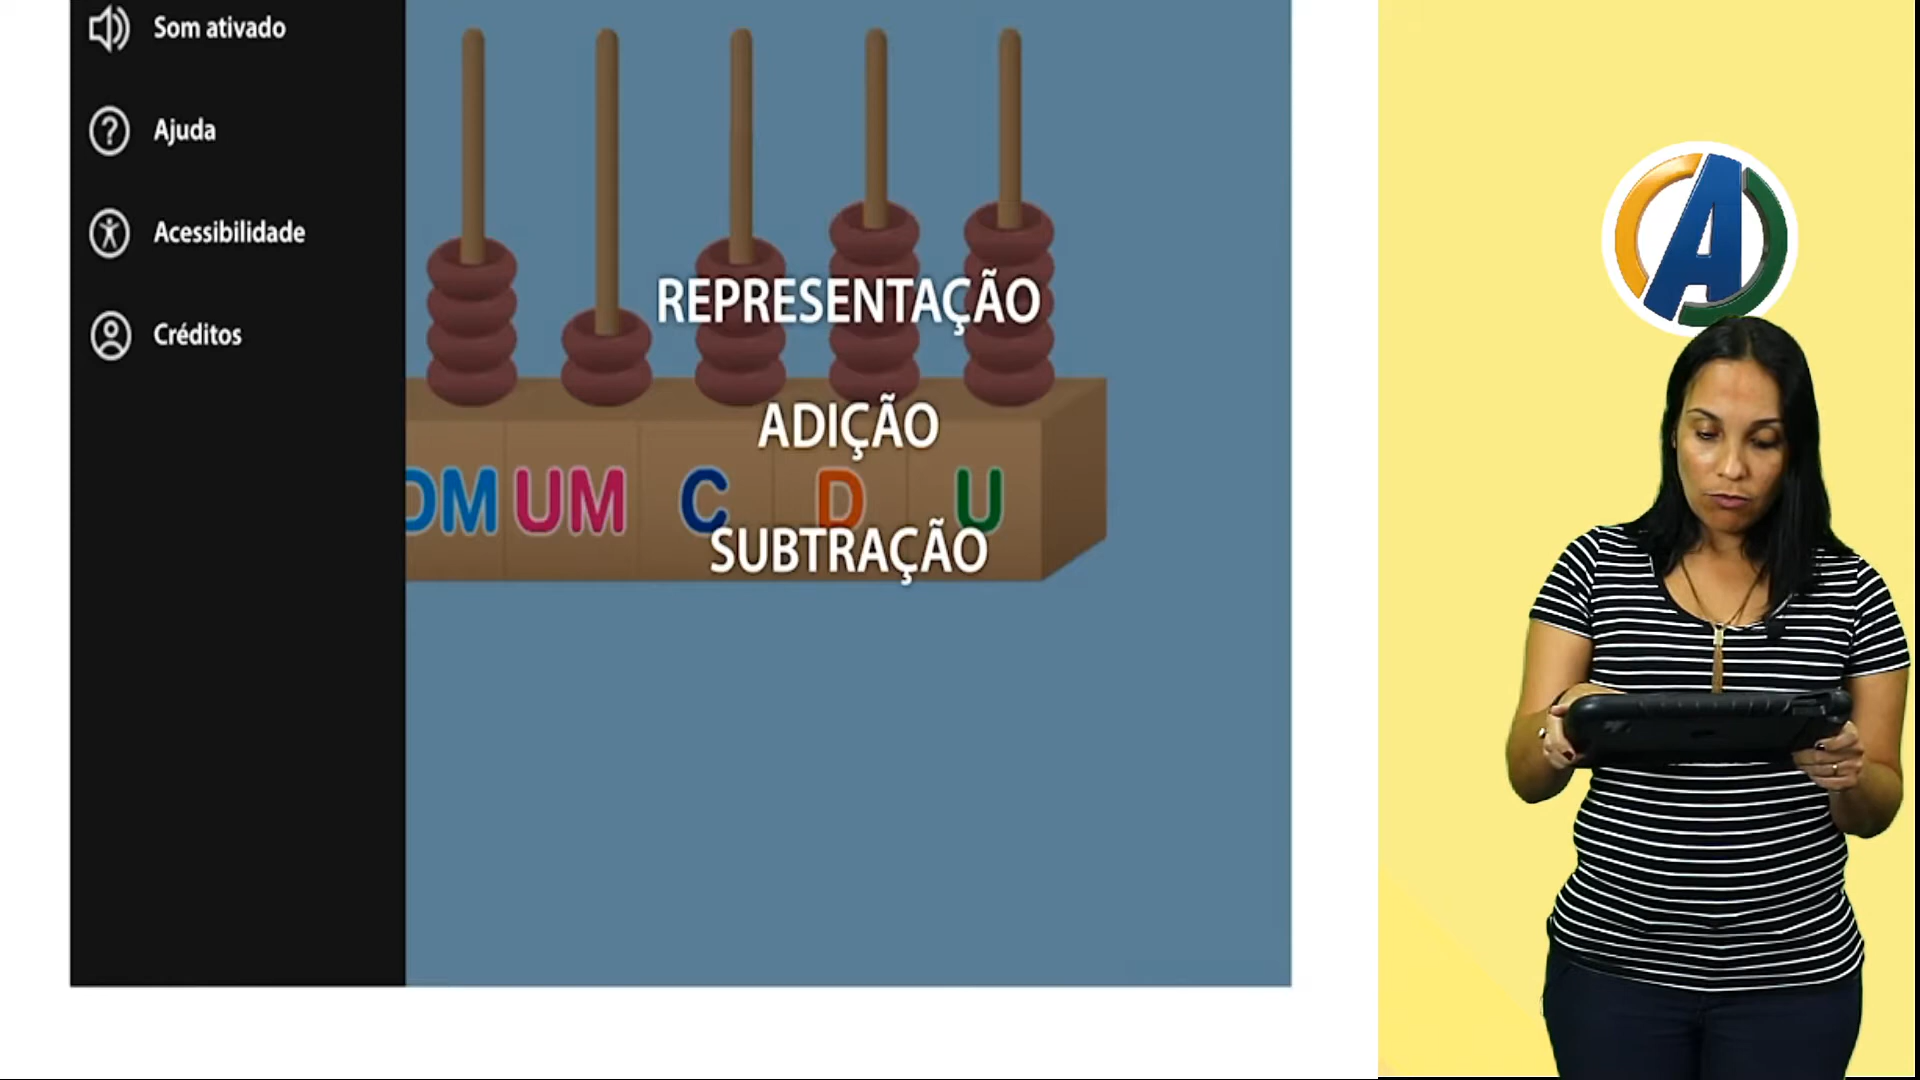 Som ativado
Ajuda
Acessibilidade
Créditos
REPRESENTAÇÃO
ADIÇÃO
DM UM C D U
SUBTRAÇÃO
A